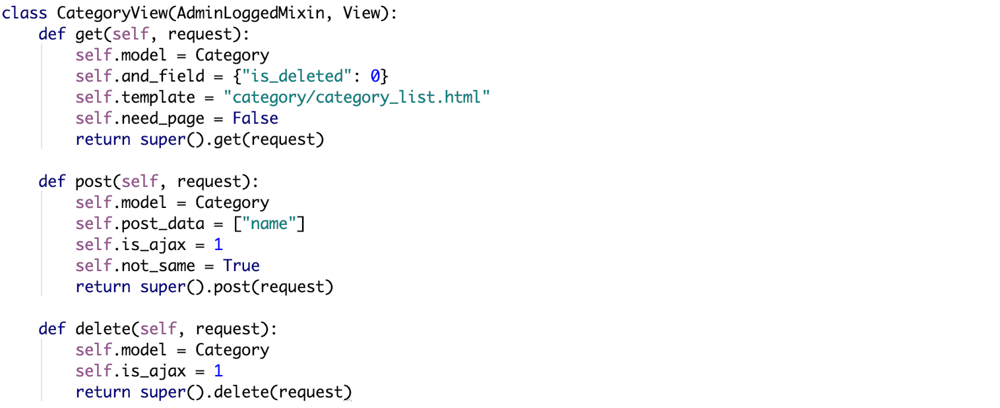 class CategoryView(AdminLoggedMixin, View):
    def get(self, request):
        self.model = Category
        self.and_field = {"is_deleted": 0}
        self.template = "category/category_list.html"
        self.need_page = False
        return super().get(request)

    def post(self, request):
        self.model = Category
        self.post_data = ["name"]
        self.is_ajax = 1
        self.not_same = True
        return super().post(request)

    def delete(self, request):
        self.model = Category
        self.is_ajax = 1
        return super().delete(request)